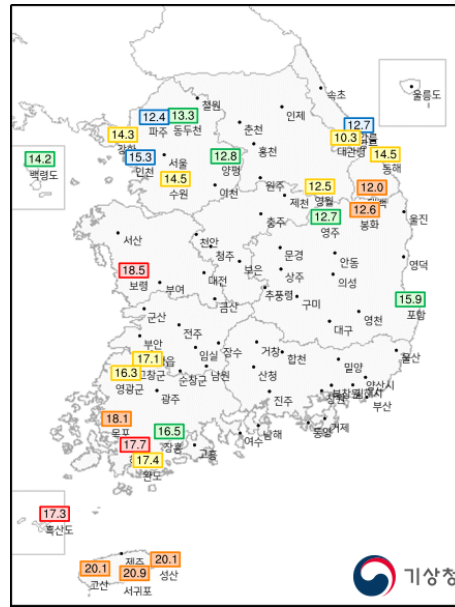 속초
울릉도
철원
인제
12.4
13.3
파주
동두천
춘천
12.7
14.3
10.3
대관령
홍천
14.5
동해
15.3
인천
서울
12.8
양평
14.2
백령도
14.5
수원
이천
원주
제천
12.5
영월
12.0
12.6
봉화
12.7
영주
울진
충주
서산
천안
청주
문경
안동
영덕
18.5
보령
부여
대전
보은
상주
의성
금산
추풍령
구미
15.9
포항
군산
대구
영천
전주
부안
임실
장수
거창
합천
울산
17.1
밀양
16.3
고창군
영광군
순창군
남원
산청
양산시
광주
진주
부산
18.1
목포
16.5
장흥
고흥
여수
남해
통영
거제
17.7
17.4
완도
17.3
흑산도
제주
20.1
고산
20.9
서귀포
20.1
성산
기상청